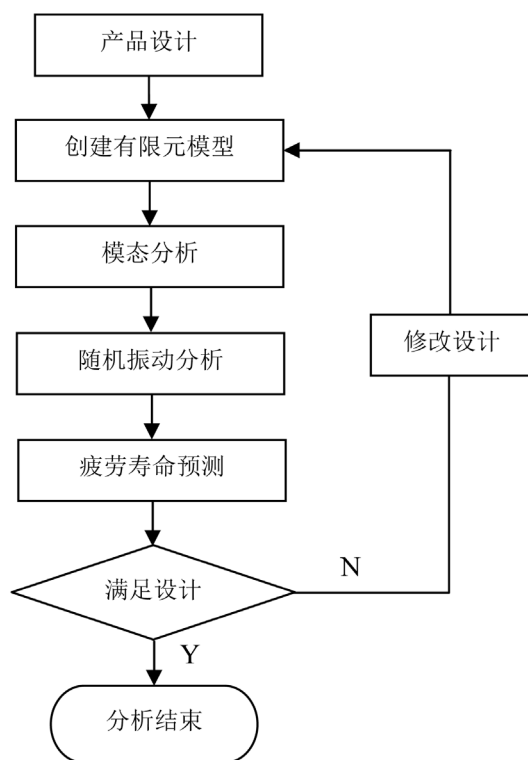 产品设计
创建有限元模型
模态分析
随机振动分析
修改设计
疲劳寿命预测
满足设计
N
Y
分析结束